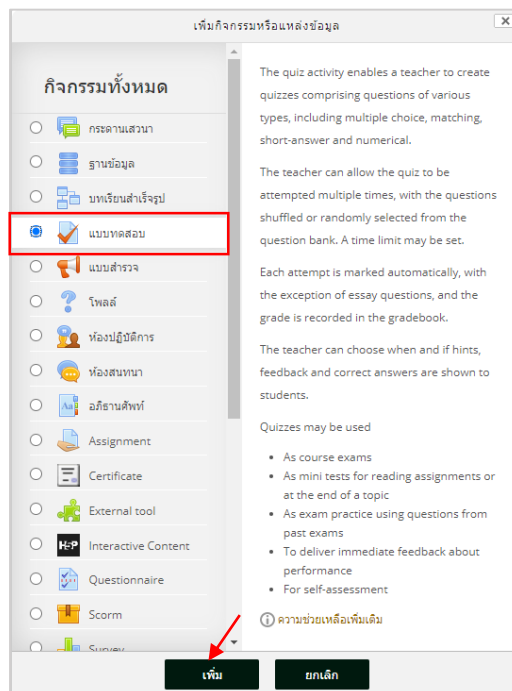 เพิ่มกิจกรรมหรือแหล่งข้อมูล
x
กิจกรรมทั้งหมด
กระดานเสวนา
ฐานข้อมูล
บทเรียนสำเร็จรูป
แบบทดสอบ
แบบสำรวจ
โพลล์
ห้องปฏิบัติการ
ห้องสนทนา
อภิธานศัพท์
Assignment
Certificate
External tool
H5P Interactive Content
Questionnaire
Scorm
Survey
The quiz activity enables a teacher to create
quizzes comprising questions of various
types, including multiple choice, matching,
short-answer and numerical.
The teacher can allow the quiz to be
attempted multiple times, with the questions
shuffled or randomly selected from the
question bank. A time limit may be set.
Each attempt is marked automatically, with
the exception of essay questions, and the
grade is recorded in the gradebook.
The teacher can choose when and if hints,
feedback and correct answers are shown to
students.
Quizzes may be used
• As course exams
• As mini tests for reading assignments or
at the end of a topic
• As exam practice using questions from
past exams
• To deliver immediate feedback about
performance
• For self-assessment
ความช่วยเหลือเพิ่มเติม
เพิ่ม
ยกเลิก